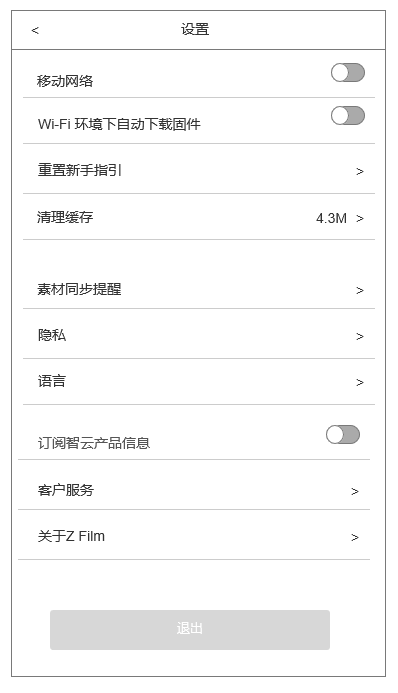 < 设置
移动网络
Wi-Fi 环境下自动下载固件
重置新手指引 >
清理缓存 4.3M >
素材同步提醒 >
隐私 >
语言 >
订阅智云产品信息
客户服务 >
关于Z Film >
退出